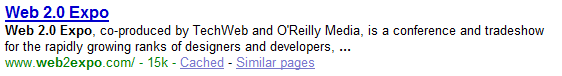 Web 2.0 Expo
Web 2.0 Expo, co-produced by TechWeb and O'Reilly Media, is a conference and tradeshow
for the rapidly growing ranks of designers and developers, ...
www.web2expo.com/ - 15k - Cached - Similar pages